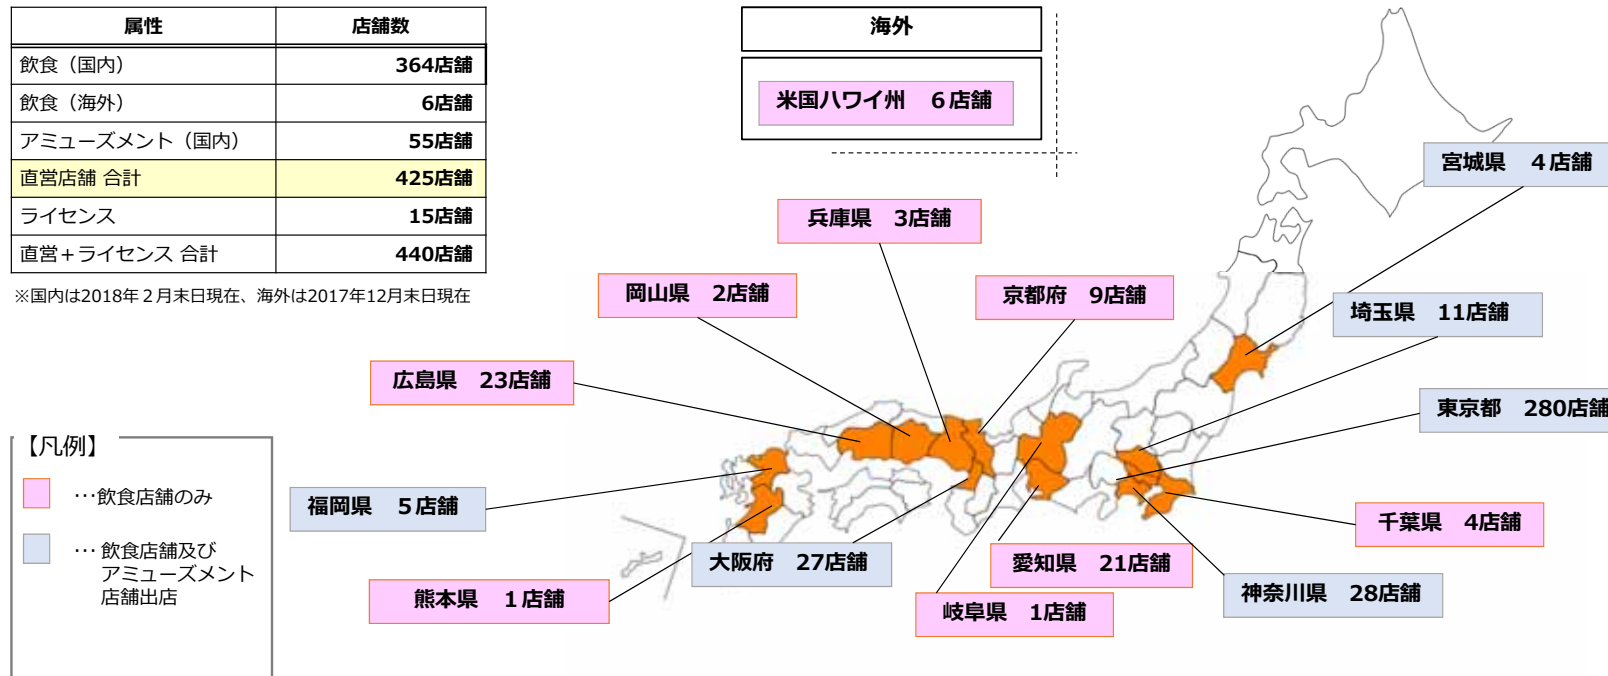 属性 店舗数
飲食（国内） 364店舗
飲食（海外） 6店舗
アミューズメント（国内） 55店舗
直営店舗 合計 425店舗
ライセンス 15店舗
直営＋ライセンス 合計 440店舗
※国内は2018年２月末日現在、海外は2017年12月末日現在
海外
米国ハワイ州　６店舗
宮城県　４店舗
兵庫県　3店舗
岡山県　2店舗
京都府　9店舗
埼玉県　11店舗
広島県　23店舗
東京都　280店舗
【凡例】
…飲食店舗のみ
… 飲食店舗及び
アミューズメント
店舗出店
福岡県　５店舗
千葉県　4店舗
大阪府　27店舗
愛知県　21店舗
熊本県　１店舗
岐阜県　1店舗
神奈川県　28店舗